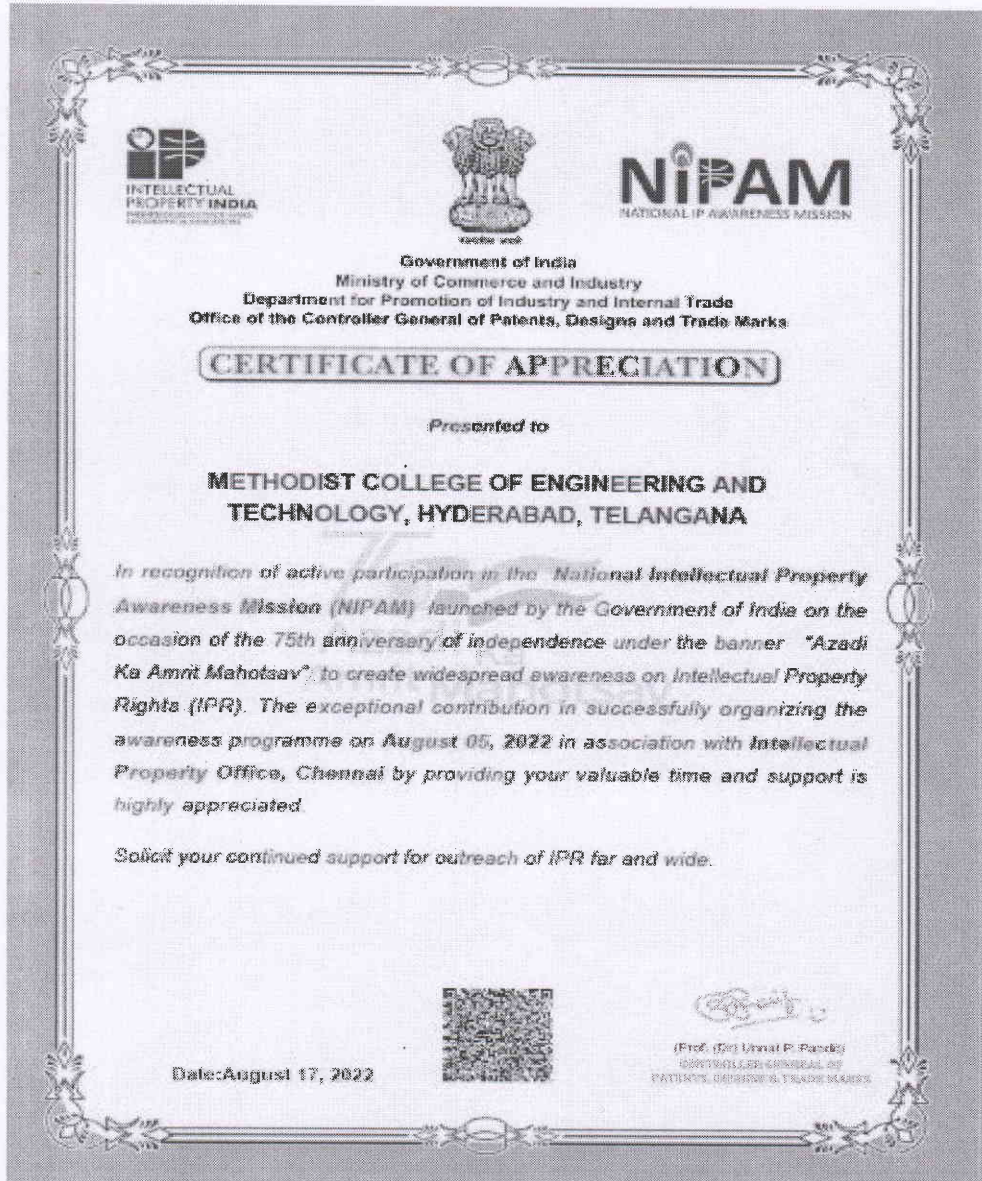 INTELLECTUAL
PROPERTY INDIA
NiPAM
NATIONAL IP AWARENESS MISSION
Government of India
Ministry of Commerce and Industry
Department for Promotion of Industry and Internal Trade
Office of the Controller General of Patents, Designs and Trade Marks
CERTIFICATE OF APPRECIATION
Presented to
METHODIST COLLEGE OF ENGINEERING AND
TECHNOLOGY, HYDERABAD, TELANGANA
In recognition of active participation in the National Intellectual Property
Awareness Mission (NIPAM) launched by the Government of India on the
occasion of the 75th anniversary of independence under the banner "Azadi
Ka Amrit Mahotsav" to create widespread awareness on Intellectual Property
Rights (IPR). The exceptional contribution in successfully organizing the
awareness programme on August 05, 2022 in association with Intellectual
Property Office, Chennai by providing your valuable time and support is
highly appreciated.
Solicit your continued support for outreach of IPR far and wide.
Date:August 17, 2022
(Prof. (Dr) Unnat P. Pandit)
CONTROLLER GENERAL OF
PATENTS, DESIGNS & TRADE MARKS